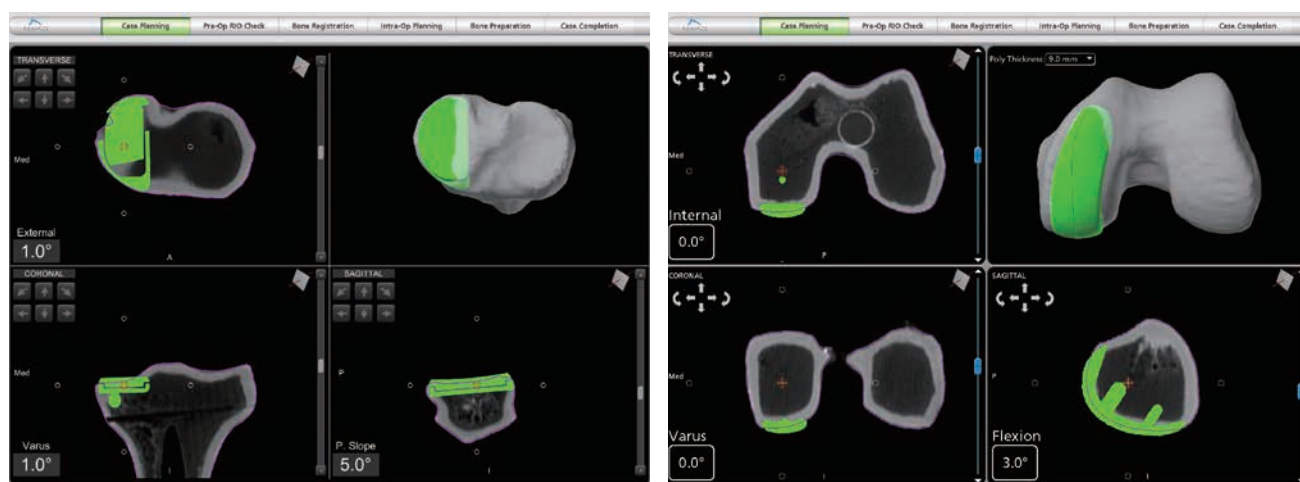 Case Planning Pre-Op RIO Check Bone Registration Intra-Op Planning Bone Preparation Case Completion
TRANSVERSE
Med
External
1.0°
A
CORONAL
Med
Varus
1.0°
I
SAGITTAL
P
P. Slope
5.0°
I
Case Planning Pre-Op RIO Check Bone Registration Intra-Op Planning Bone Preparation Case Completion
TRANSVERSE
Med
Internal
0.0°
P
Poly Thickness: 9.0 mm
CORONAL
Med
Varus
0.0°
I
SAGITTAL
P
Flexion
3.0°
I